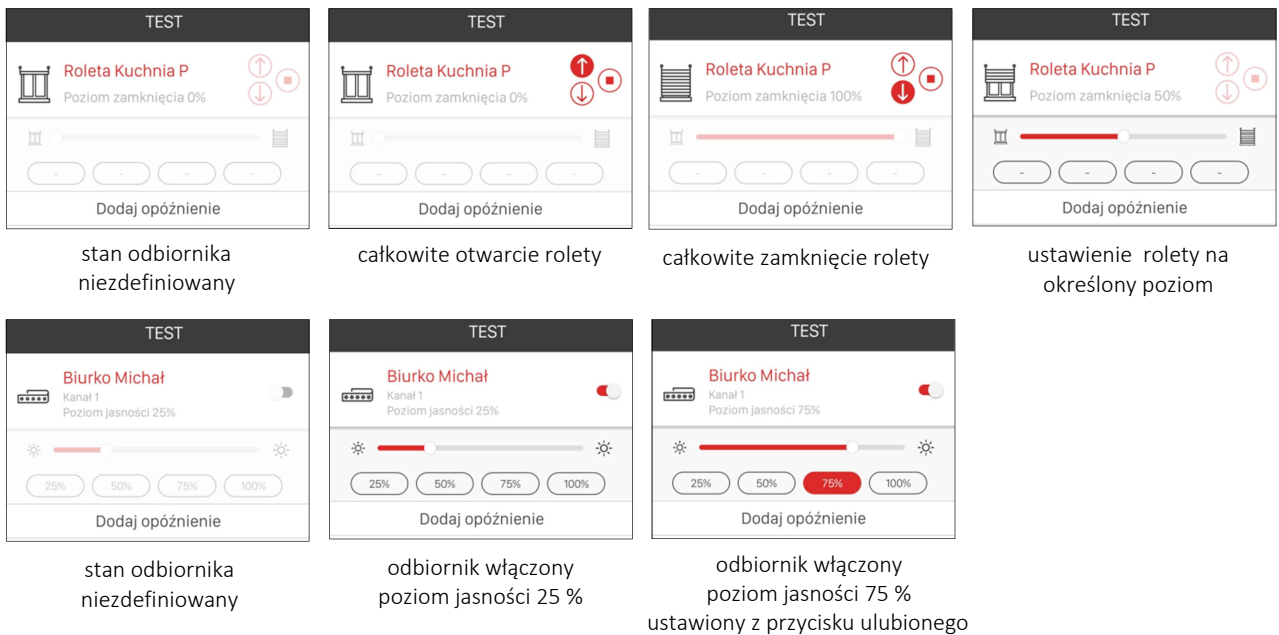 TEST
Roleta Kuchnia P
Poziom zamknięcia 0%
-
-
-
-
Dodaj opóźnienie
stan odbiornika
niezdefiniowany
TEST
Roleta Kuchnia P
Poziom zamknięcia 0%
-
-
-
-
Dodaj opóźnienie
całkowite otwarcie rolety
TEST
Roleta Kuchnia P
Poziom zamknięcia 100%
-
-
-
-
Dodaj opóźnienie
całkowite zamknięcie rolety
TEST
Roleta Kuchnia P
Poziom zamknięcia 50%
-
-
-
-
Dodaj opóźnienie
ustawienie rolety na
określony poziom
TEST
Biurko Michał
Kanał 1
Poziom jasności 25%
25%
50%
75%
100%
Dodaj opóźnienie
stan odbiornika
niezdefiniowany
TEST
Biurko Michał
Kanał 1
Poziom jasności 25%
25%
50%
75%
100%
Dodaj opóźnienie
odbiornik włączony
poziom jasności 25 %
TEST
Biurko Michał
Kanał 1
Poziom jasności 75%
25%
50%
75%
100%
Dodaj opóźnienie
odbiornik włączony
poziom jasności 75 %
ustawiony z przycisku ulubionego